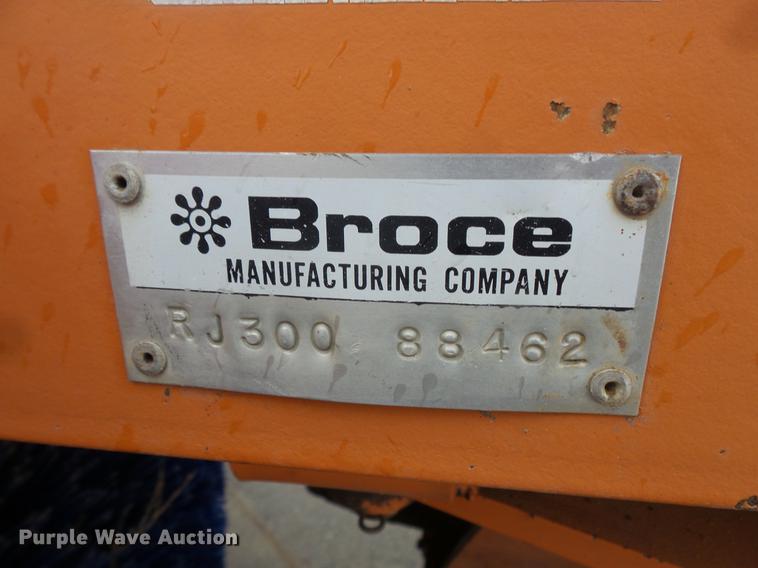 Broce
MANUFACTURING COMPANY
RJ300 88462
Purple Wave Auction